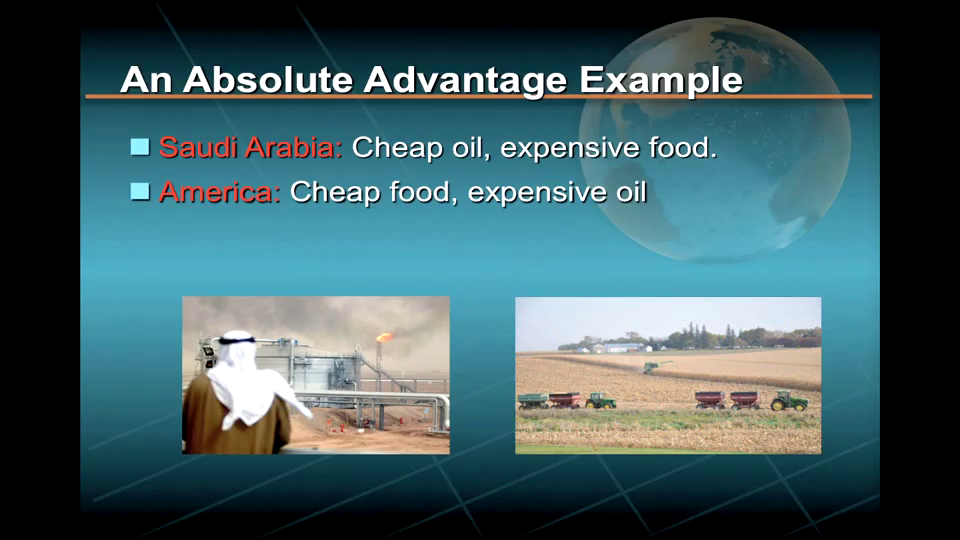 An Absolute Advantage Example
Saudi Arabia: Cheap oil, expensive food.
America: Cheap food, expensive oil